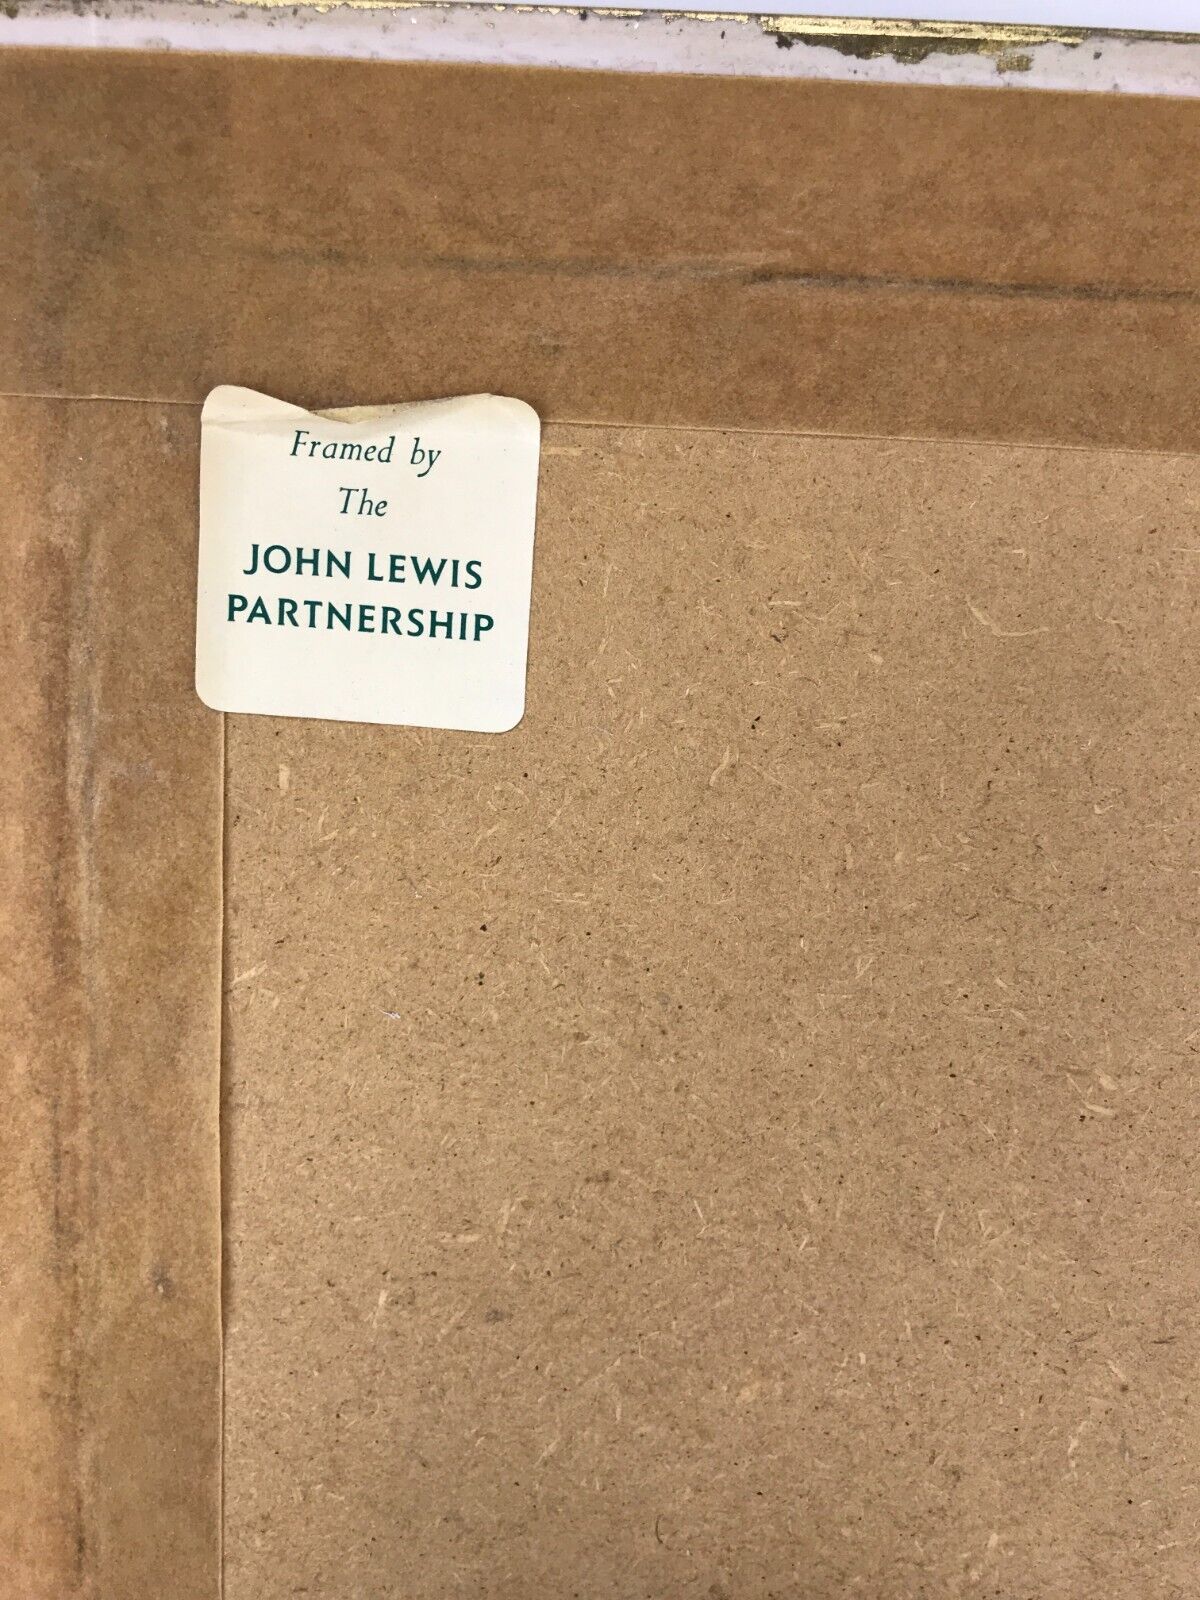 Framed by
The
JOHN LEWIS
PARTNERSHIP